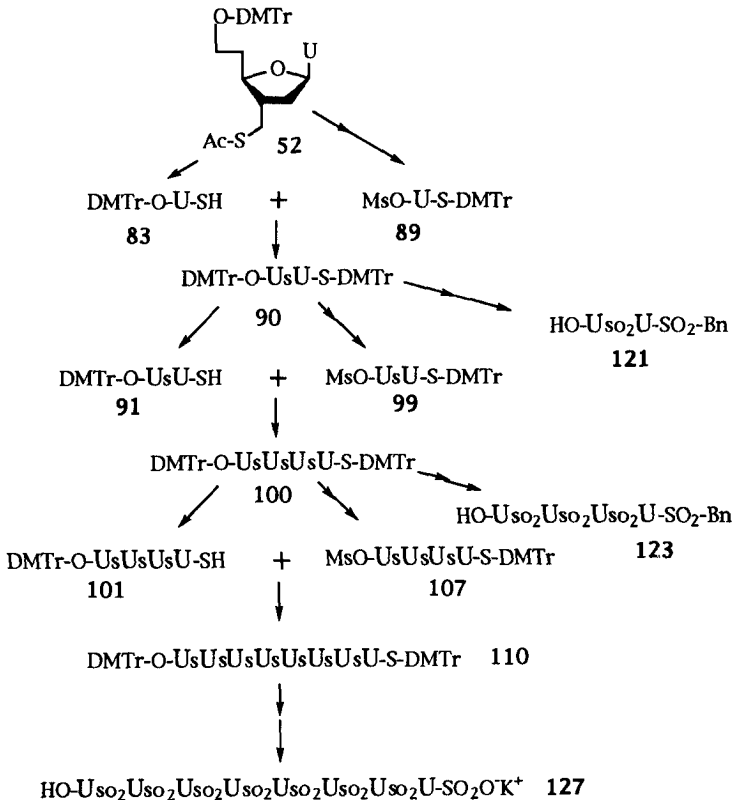 O-DMTr
U
O
Ac-S
52
DMTr-O-U-SH + MsO-U-S-DMTr
83 89
DMTr-O-UsU-S-DMTr
90
HO-Uso₂U-SO₂-Bn
121
DMTr-O-UsU-SH + MsO-UsU-S-DMTr
91 99
DMTr-O-UsUsUsU-S-DMTr
100
HO-Uso₂Uso₂Uso₂U-SO₂-Bn
123
DMTr-O-UsUsUsU-SH + MsO-UsUsUsU-S-DMTr
101 107
DMTr-O-UsUsUsUsUsUsUsU-S-DMTr 110
HO-Uso₂Uso₂Uso₂Uso₂Uso₂Uso₂Uso₂U-SO₂O⁻K⁺ 127